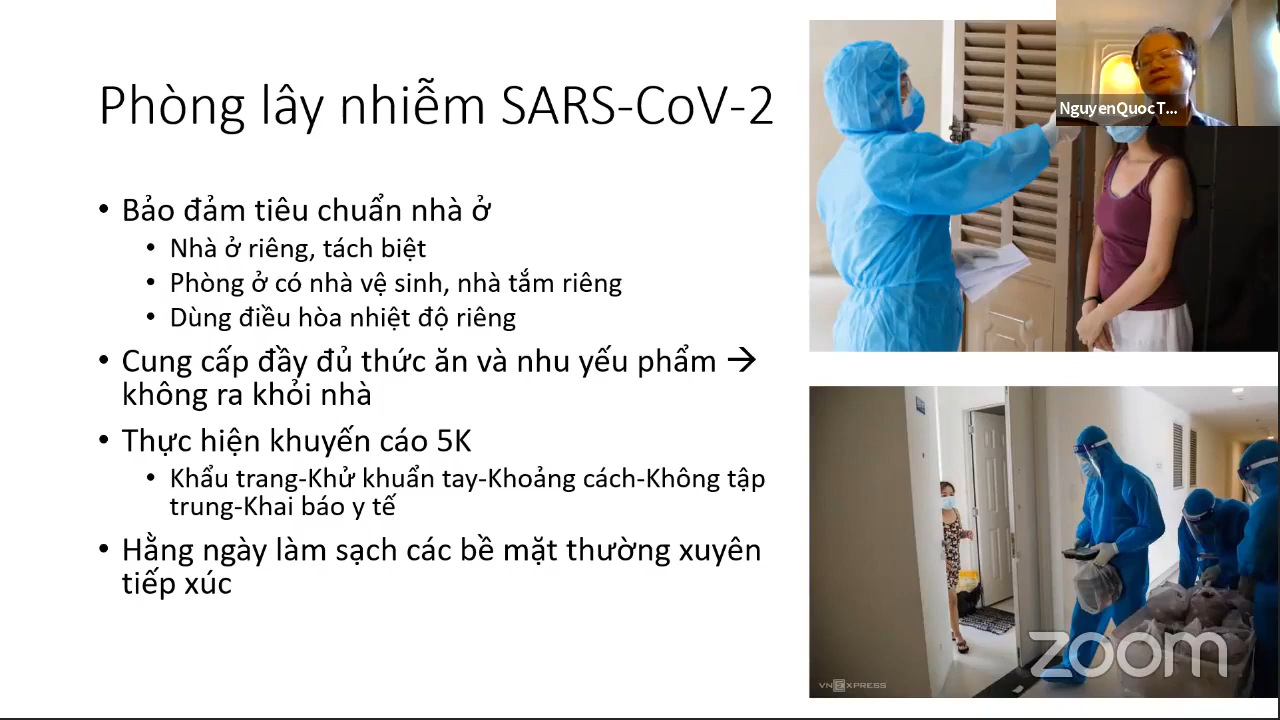 Phòng lây nhiễm SARS-CoV-2
• Bảo đảm tiêu chuẩn nhà ở
• Nhà ở riêng, tách biệt
• Phòng ở có nhà vệ sinh, nhà tắm riêng
• Dùng điều hòa nhiệt độ riêng
• Cung cấp đầy đủ thức ăn và nhu yếu phẩm →
không ra khỏi nhà
• Thực hiện khuyến cáo 5K
• Khẩu trang-Khử khuẩn tay-Khoảng cách-Không tập
trung-Khai báo y tế
• Hằng ngày làm sạch các bề mặt thường xuyên
tiếp xúc
NguyenQuocT...
VNEXPRESS
zoom